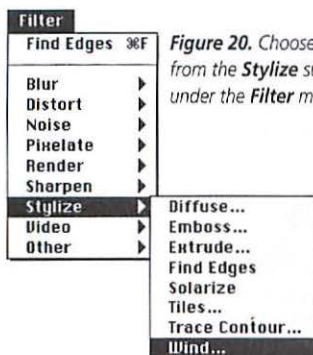 Filter
Find Edges ⌘F
Blur
Distort
Noise
Pixelate
Render
Sharpen
Stylize
Video
Other
Diffuse...
Emboss...
Extrude...
Find Edges
Solarize
Tiles...
Trace Contour...
Wind...
Figure 20. Choose
from the Stylize
under the Filter